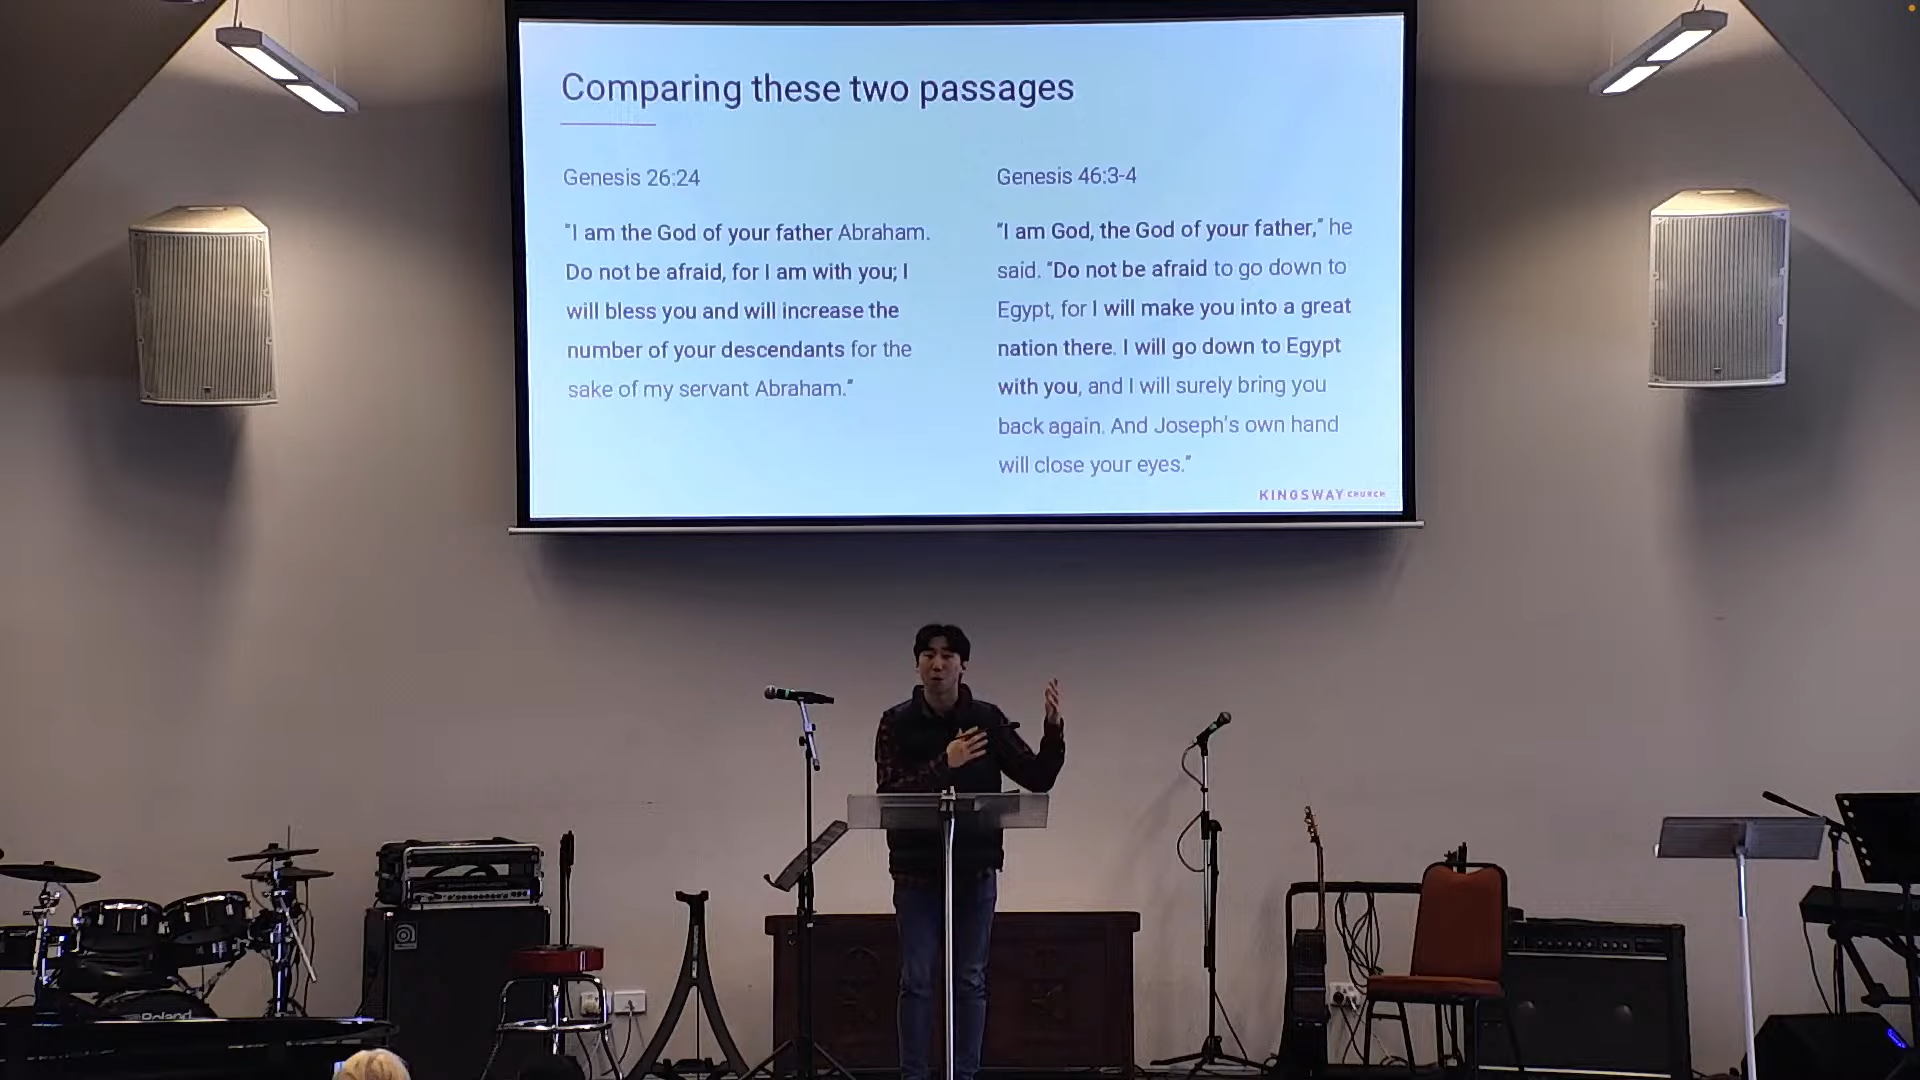 Comparing these two passages
Genesis 26:24
"I am the God of your father Abraham.
Do not be afraid, for I am with you; I
will bless you and will increase the
number of your descendants for the
sake of my servant Abraham."
Genesis 46:3-4
"I am God, the God of your father," he
said. "Do not be afraid to go down to
Egypt, for I will make you into a great
nation there. I will go down to Egypt
with you, and I will surely bring you
back again. And Joseph's own hand
will close your eyes."
KINGSWAY CHURCH
Roland